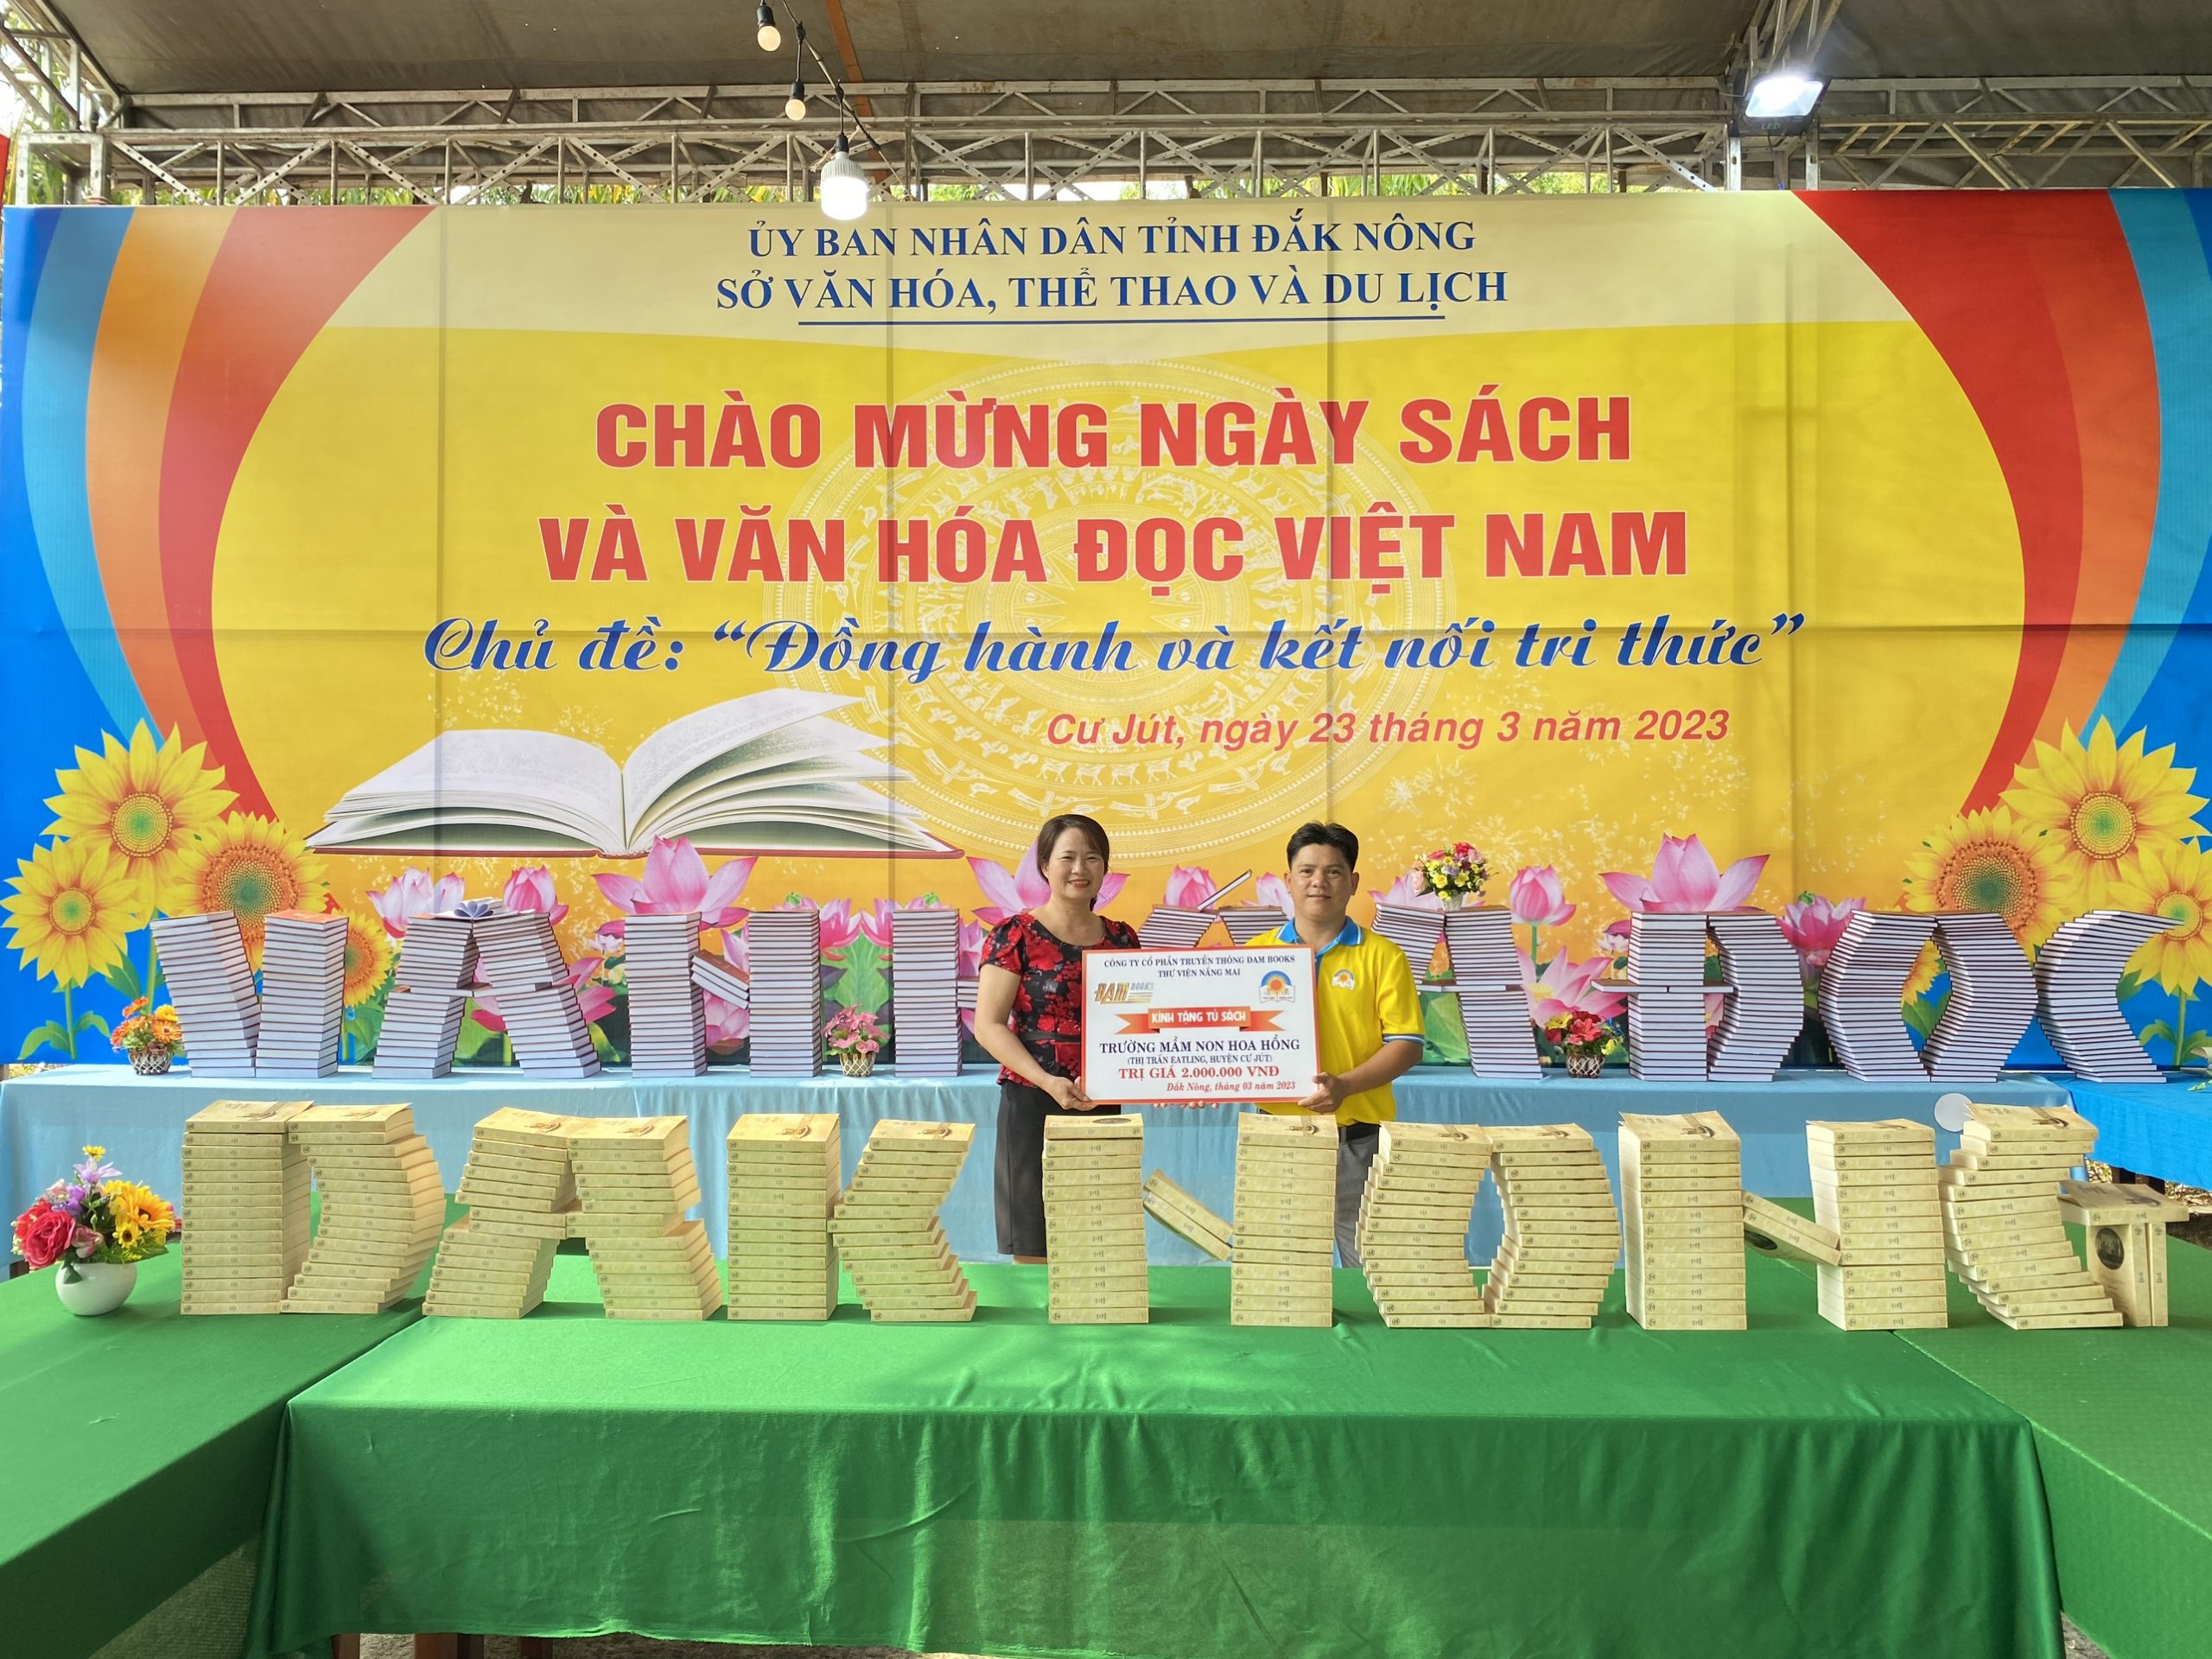 ỦY BAN NHÂN DÂN TỈNH ĐẮK NÔNG
SỞ VĂN HÓA, THỂ THAO VÀ DU LỊCH
CHÀO MỪNG NGÀY SÁCH
VÀ VĂN HÓA ĐỌC VIỆT NAM
Chủ đề: “Đồng hành và kết nối tri thức”
Cư Jút, ngày 23 tháng 3 năm 2023
CÔNG TY CỔ PHẦN TRUYỀN THÔNG ĐAM BOOKS
THƯ VIỆN NẮNG MAI
ĐAM BOOKS
KÍNH TẶNG TỦ SÁCH
TRƯỜNG MẦM NON HOA HỒNG
(THỊ TRẤN EATLING, HUYỆN CƯ JÚT)
TRỊ GIÁ 2.000.000 VNĐ
Đắk Nông, tháng 03 năm 2023
VĂN HÓA ĐỌC
DAKNONG